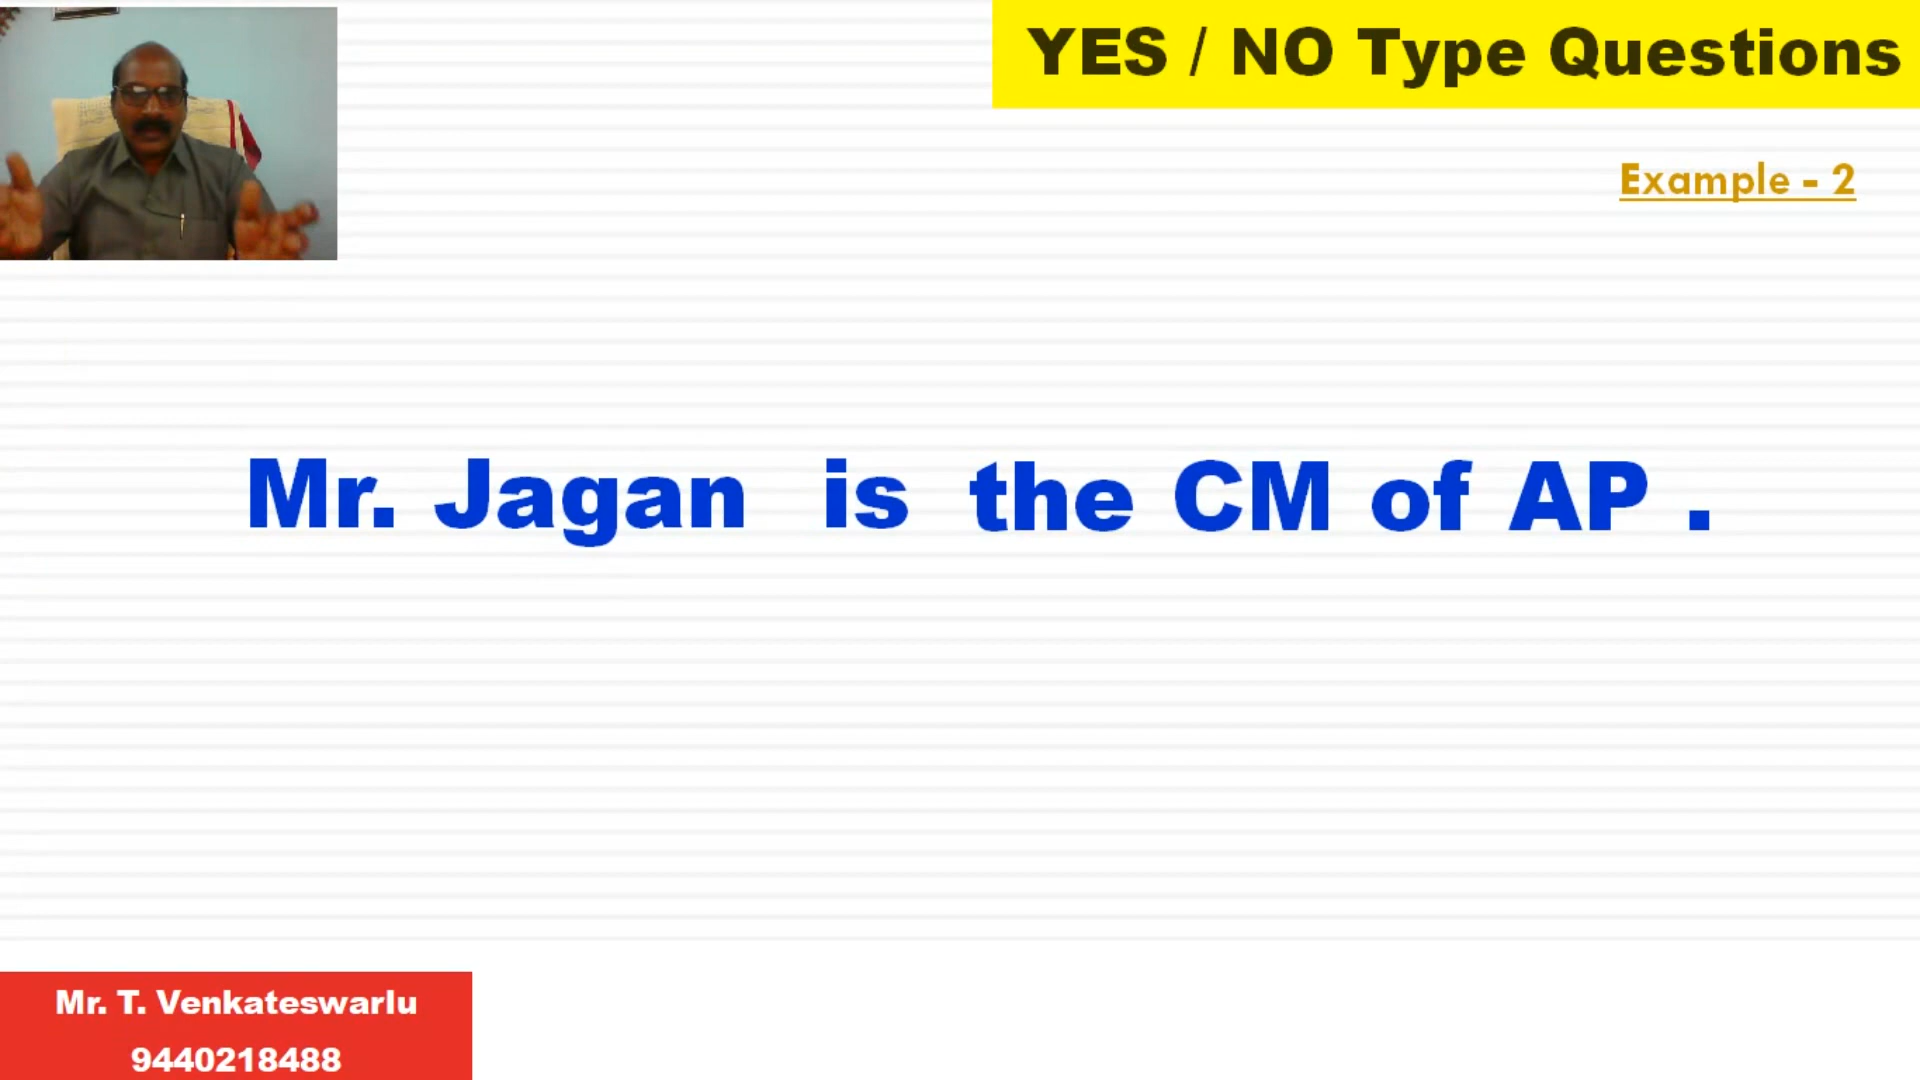 YES / NO Type Questions
Example - 2
Mr. Jagan is the CM of AP .
Mr. T. Venkateswarlu
9440218488